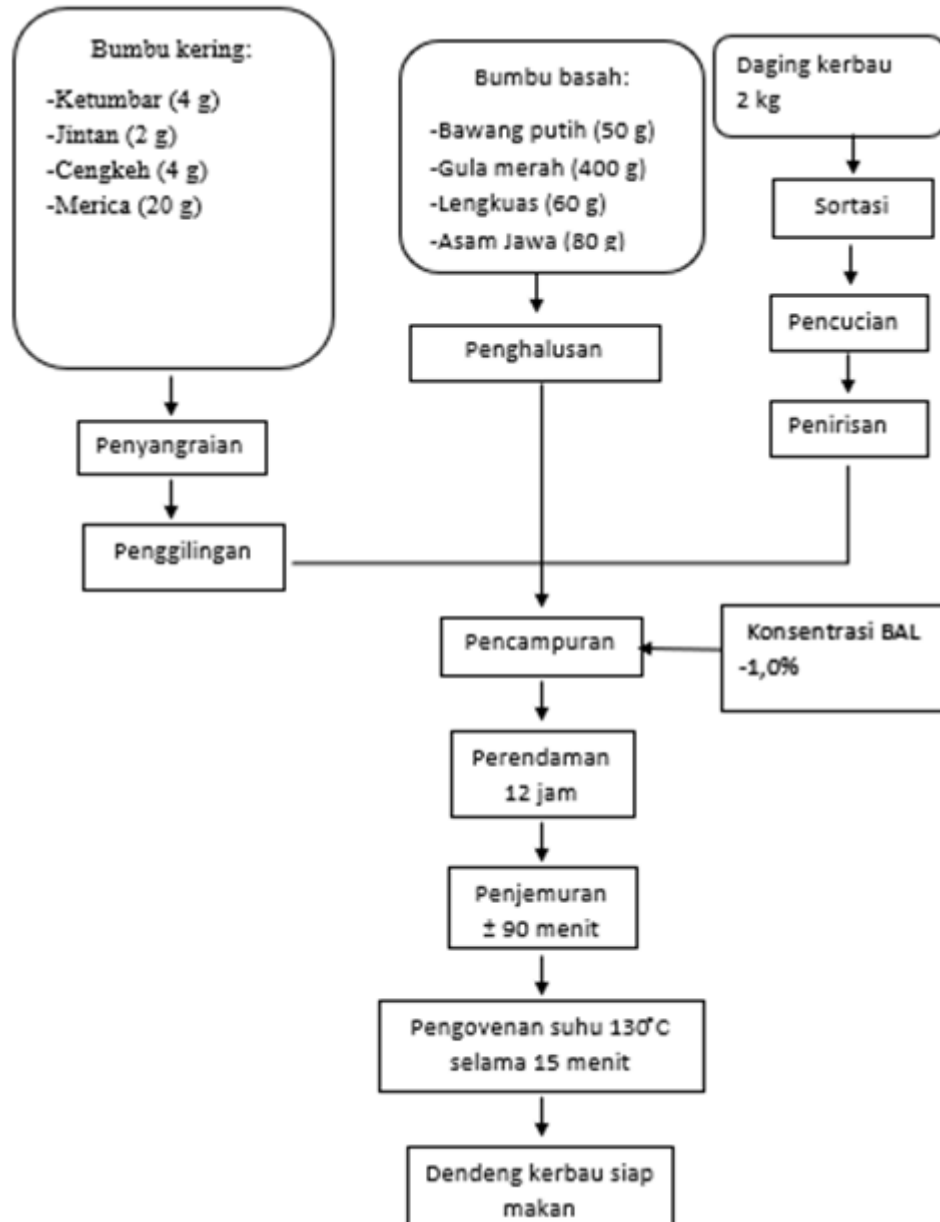 Bumbu kering:
-Ketumbar (4 g)
-Jintan (2 g)
-Cengkeh (4 g)
-Merica (20 g)
Bumbu basah:
-Bawang putih (50 g)
-Gula merah (400 g)
-Lengkuas (60 g)
-Asam Jawa (80 g)
Daging kerbau
2 kg
Sortasi
Pencucian
Penirisan
Penghalusan
Penyangraian
Penggilingan
Pencampuran
Konsentrasi BAL
-1,0%
Perendaman
12 jam
Penjemuran
± 90 menit
Pengovenan suhu 130°C
selama 15 menit
Dendeng kerbau siap
makan